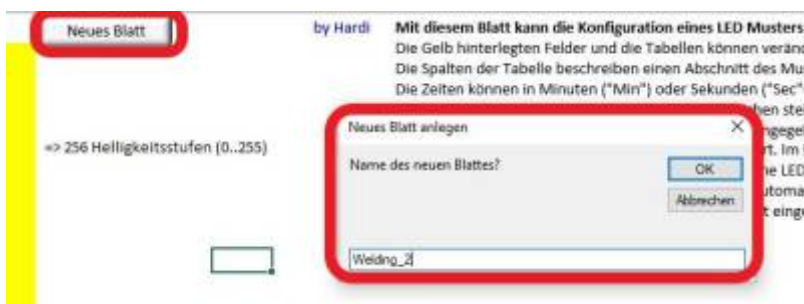 Neues Blatt
by Hardi Mit diesem Blatt kann die Konfiguration eines LED Musters
Die Gelb hinterlegten Felder und die Tabellen können
Die Spalten der Tabelle beschreiben einen Abschnitt des
Die Zeiten können in Minuten ("Min") oder Sekunden ("Sec"
=> 256 Helligkeitsstufen (0..255)
Neues Blatt anlegen
Name des neuen Blattes?
OK
Abbrechen
Welding_2